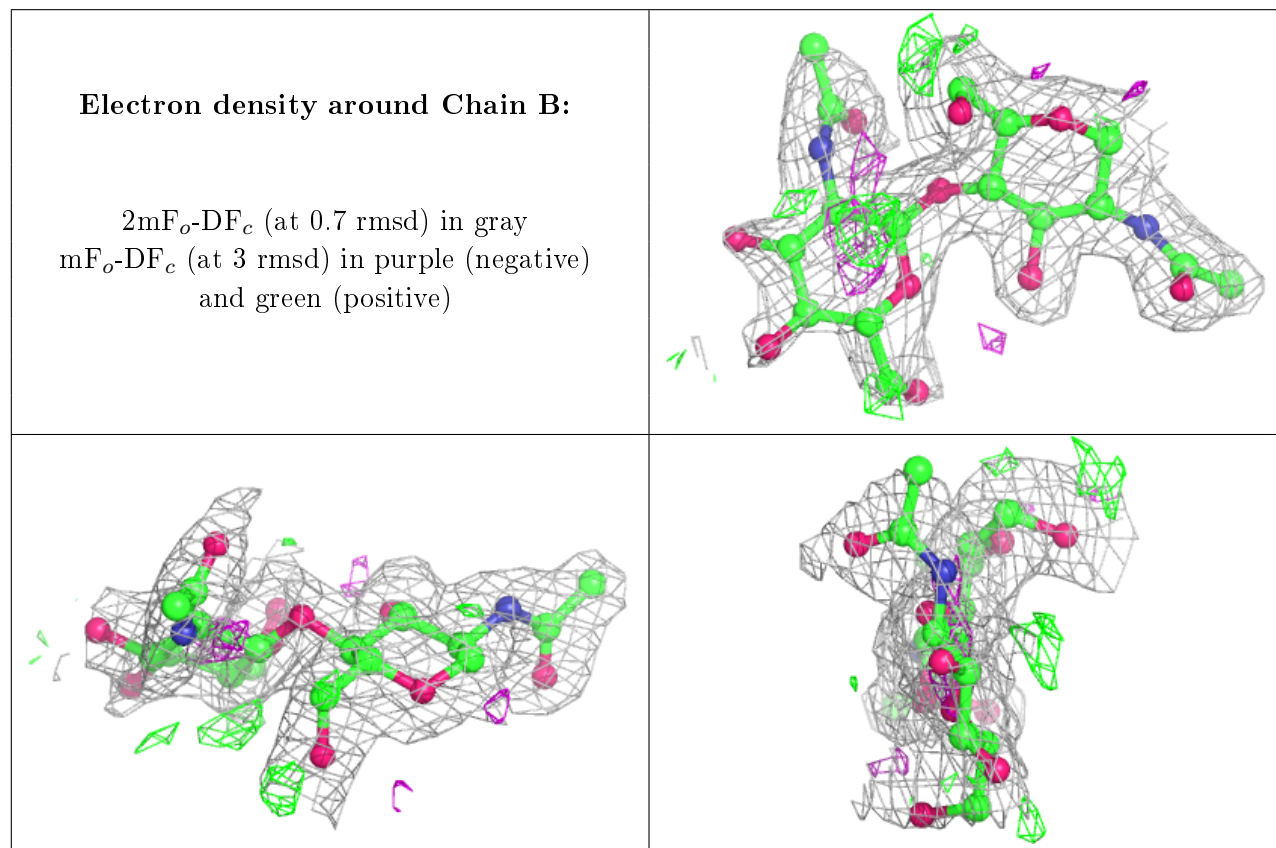 Electron density around Chain B:
2mFₒ-DF𝒸 (at 0.7 rmsd) in gray
mFₒ-DF𝒸 (at 3 rmsd) in purple (negative)
and green (positive)